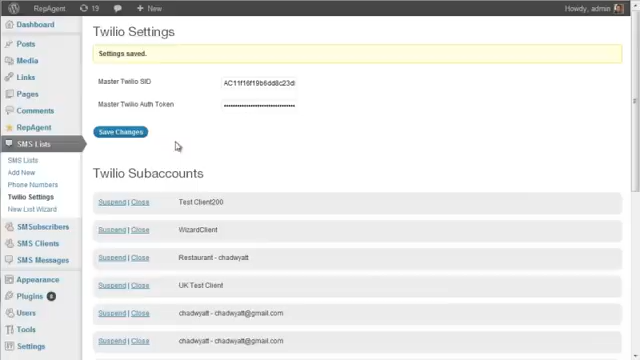 RepAgent 19 + New Howdy, admin
Dashboard
Posts
Media
Links
Pages
Comments
RepAgent
SMS Lists
SMS Lists
Add New
Phone Numbers
Twilio Settings
New List Wizard
SMSubscribers
SMS Clients
SMS Messages
Appearance
Plugins
Users
Tools
Settings
Twilio Settings
Settings saved.
Master Twilio SID
Master Twilio Auth Token
Save Changes
Twilio Subaccounts
Suspend | Close Test Client200
Suspend | Close WizardClient
Suspend | Close Restaurant - chadwyatt
Suspend | Close UK Test Client
Suspend | Close chadwyatt - chadwyatt@gmail.com
Suspend | Close chadwyatt - chadwyatt@gmail.com